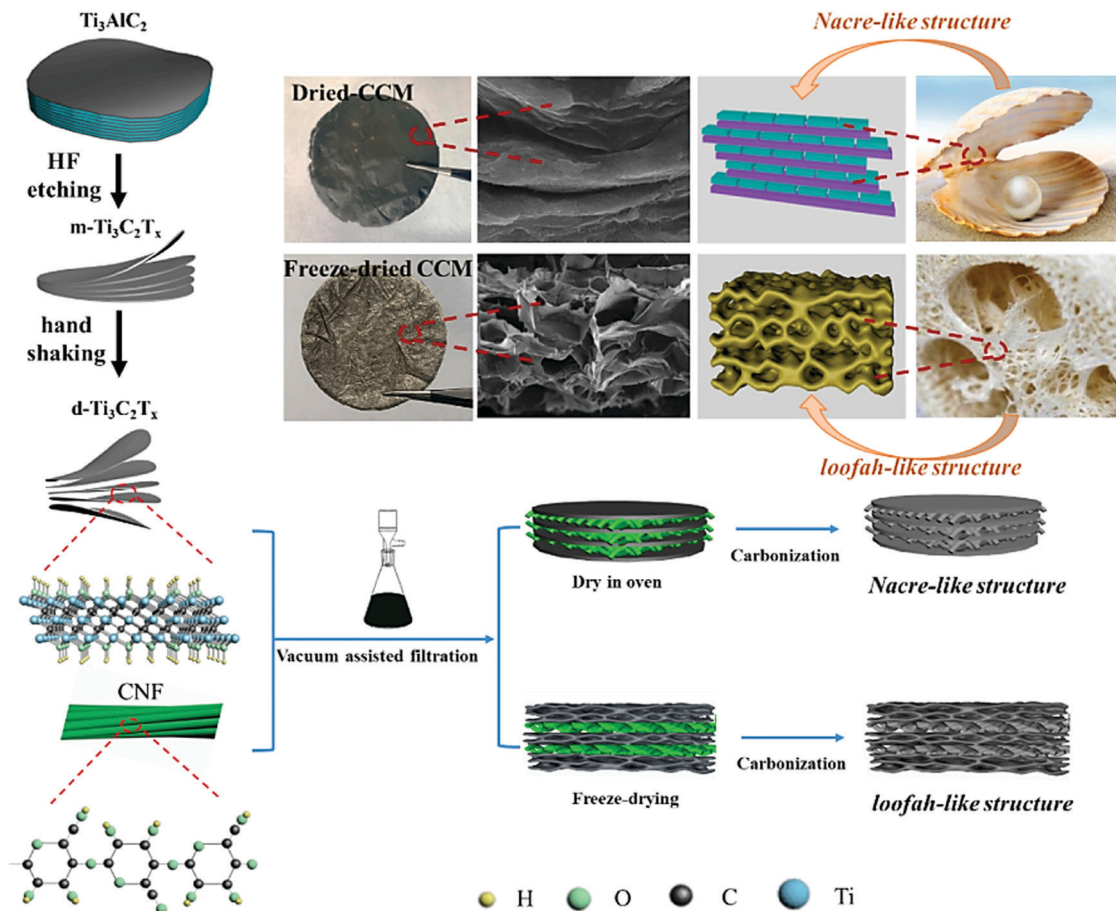 Ti₃AlC₂
HF
etching
m-Ti₃C₂Tₓ
hand
shaking
d-Ti₃C₂Tₓ
CNF
Nacre-like structure
Dried-CCM
Freeze-dried CCM
loofah-like structure
Vacuum assisted filtration
Dry in oven
Carbonization
Nacre-like structure
Freeze-drying
Carbonization
loofah-like structure
H
O
C
Ti